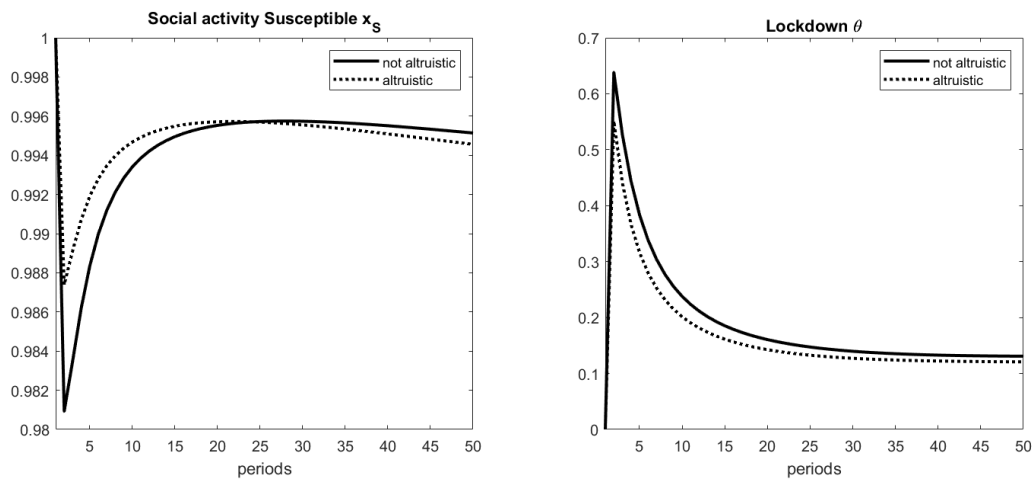 Social activity Susceptible x_S
1
0.998
0.996
0.994
0.992
0.99
0.988
0.986
0.984
0.982
0.98
5 10 15 20 25 30 35 40 45 50
periods
not altruistic
altruistic
Lockdown θ
0.7
0.6
0.5
0.4
0.3
0.2
0.1
0
5 10 15 20 25 30 35 40 45 50
periods
not altruistic
altruistic